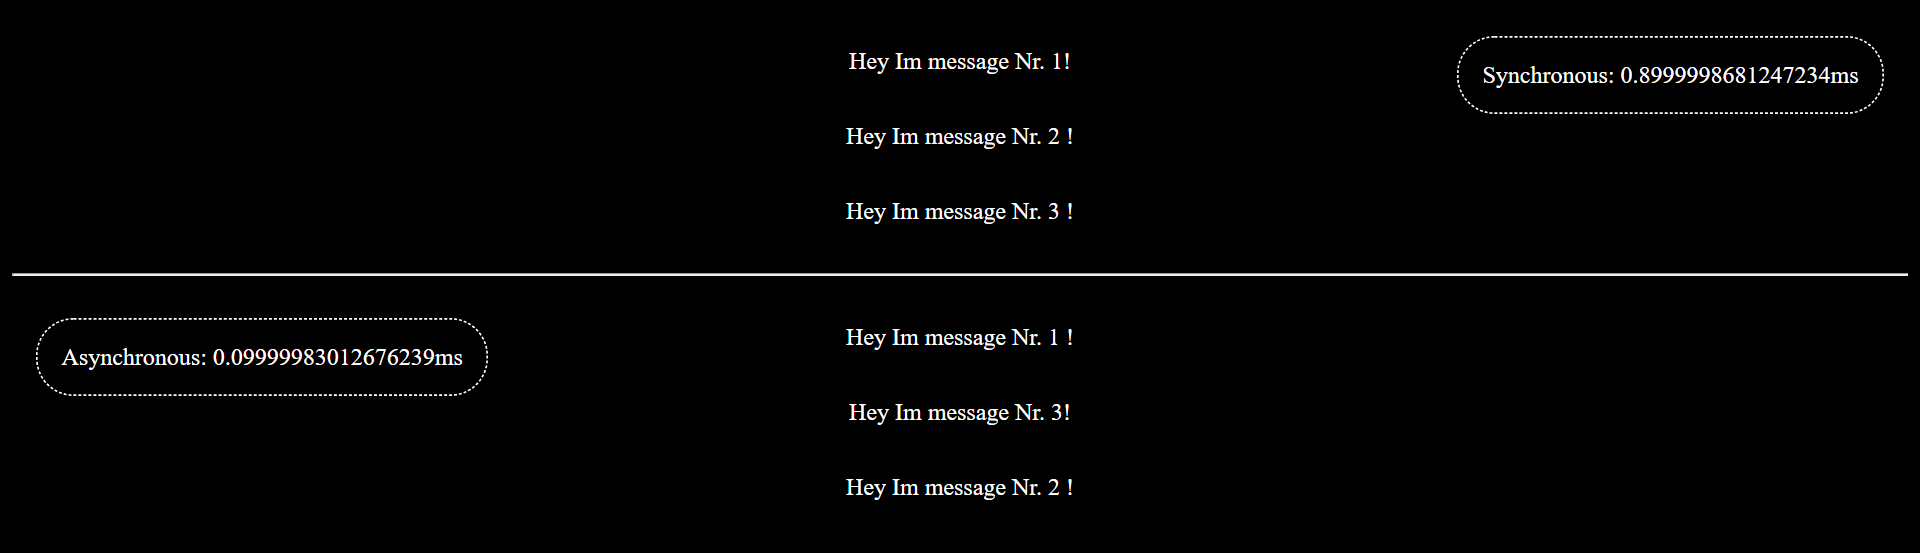 Hey Im message Nr. 1!
Synchronous: 0.8999998681247234ms
Hey Im message Nr. 2 !
Hey Im message Nr. 3 !
Hey Im message Nr. 1 !
Asynchronous: 0.09999983012676239ms
Hey Im message Nr. 3!
Hey Im message Nr. 2 !